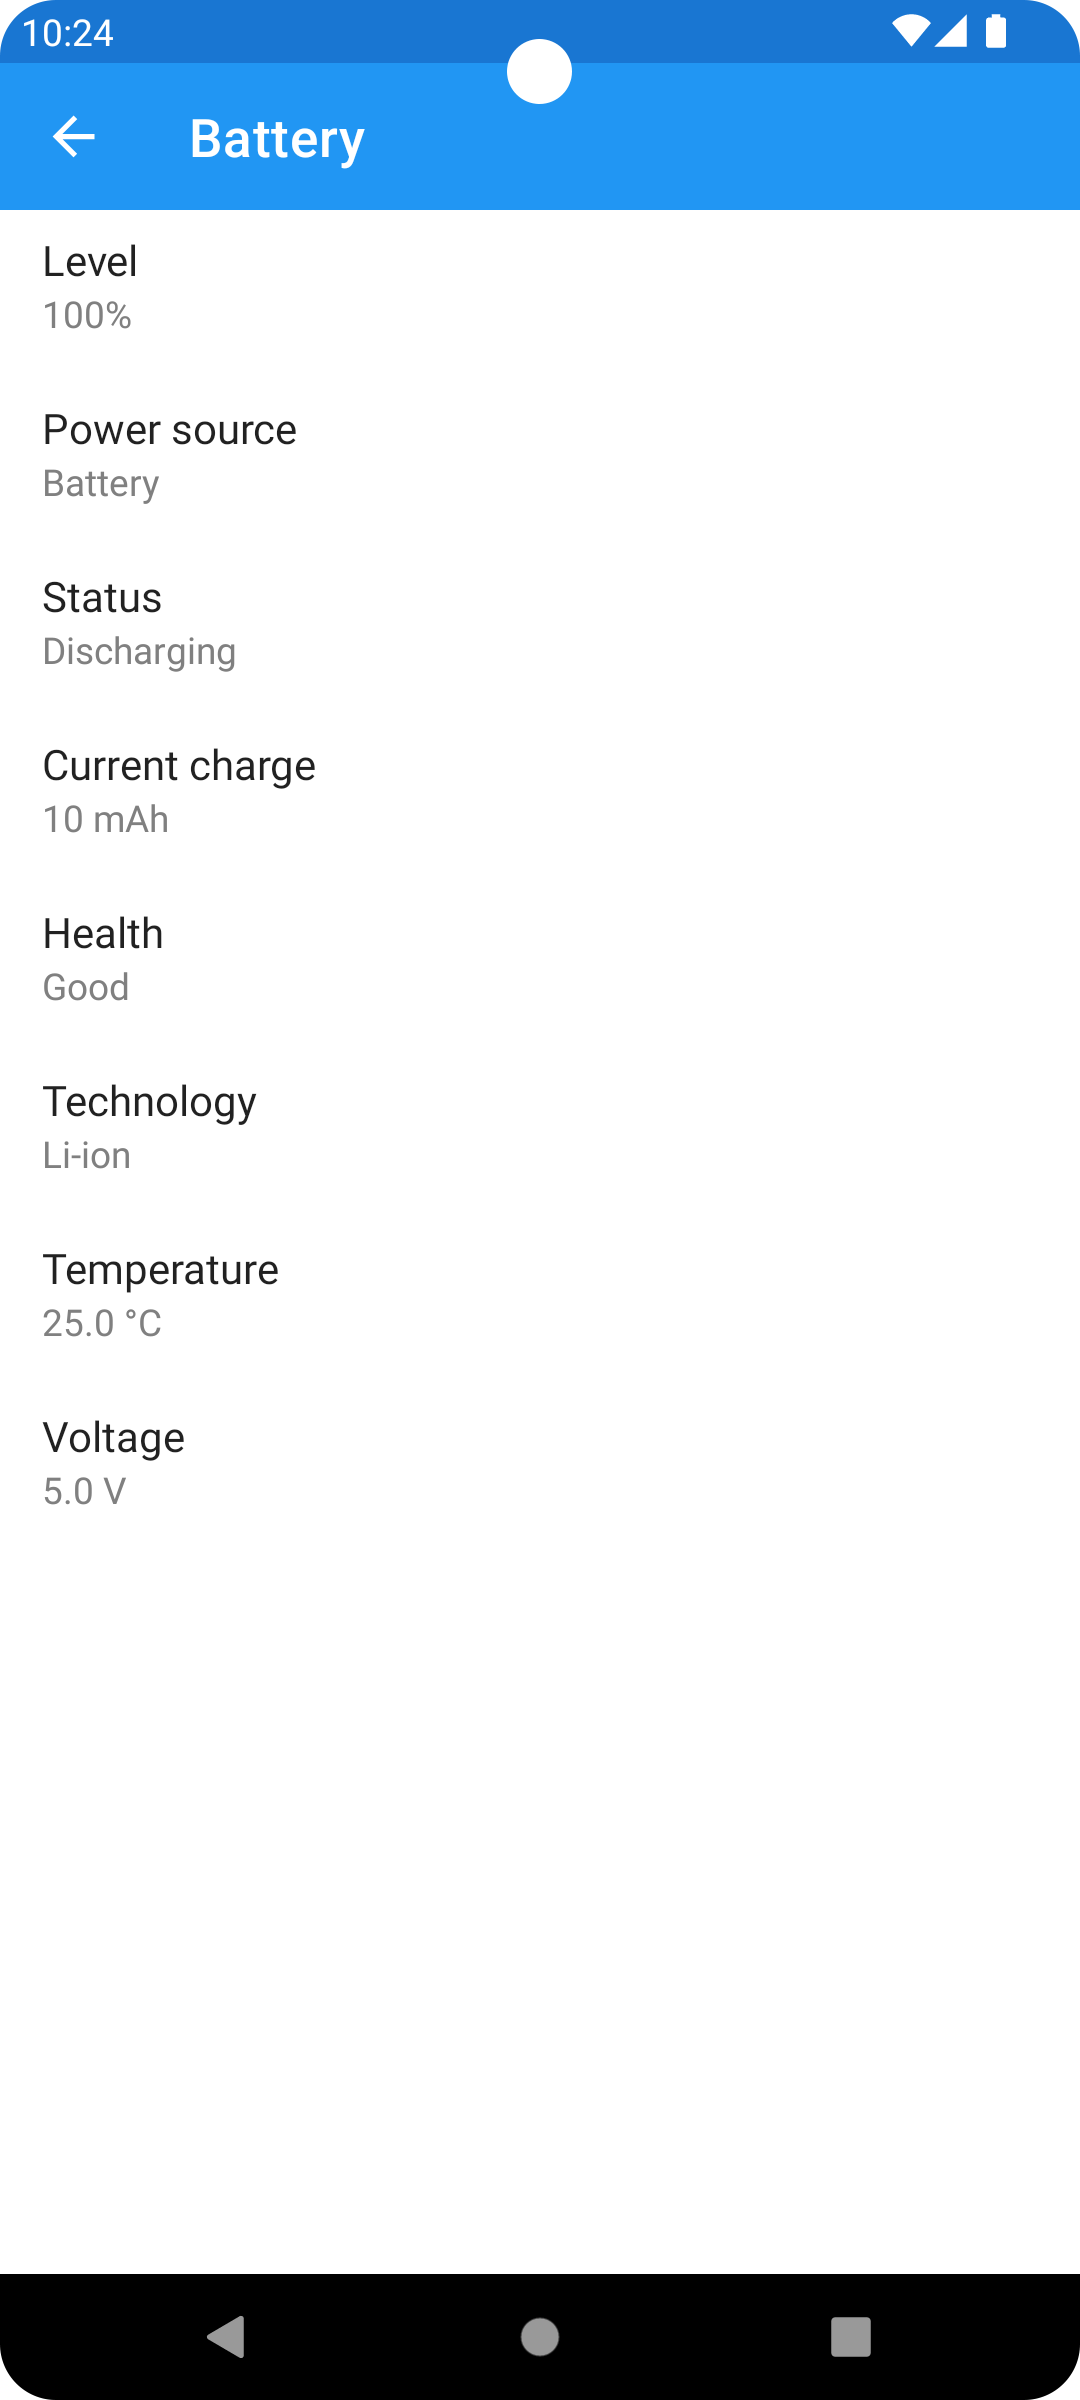 10:24
Battery
Level
100%
Power source
Battery
Status
Discharging
Current charge
10 mAh
Health
Good
Technology
Li-ion
Temperature
25.0 °C
Voltage
5.0 V